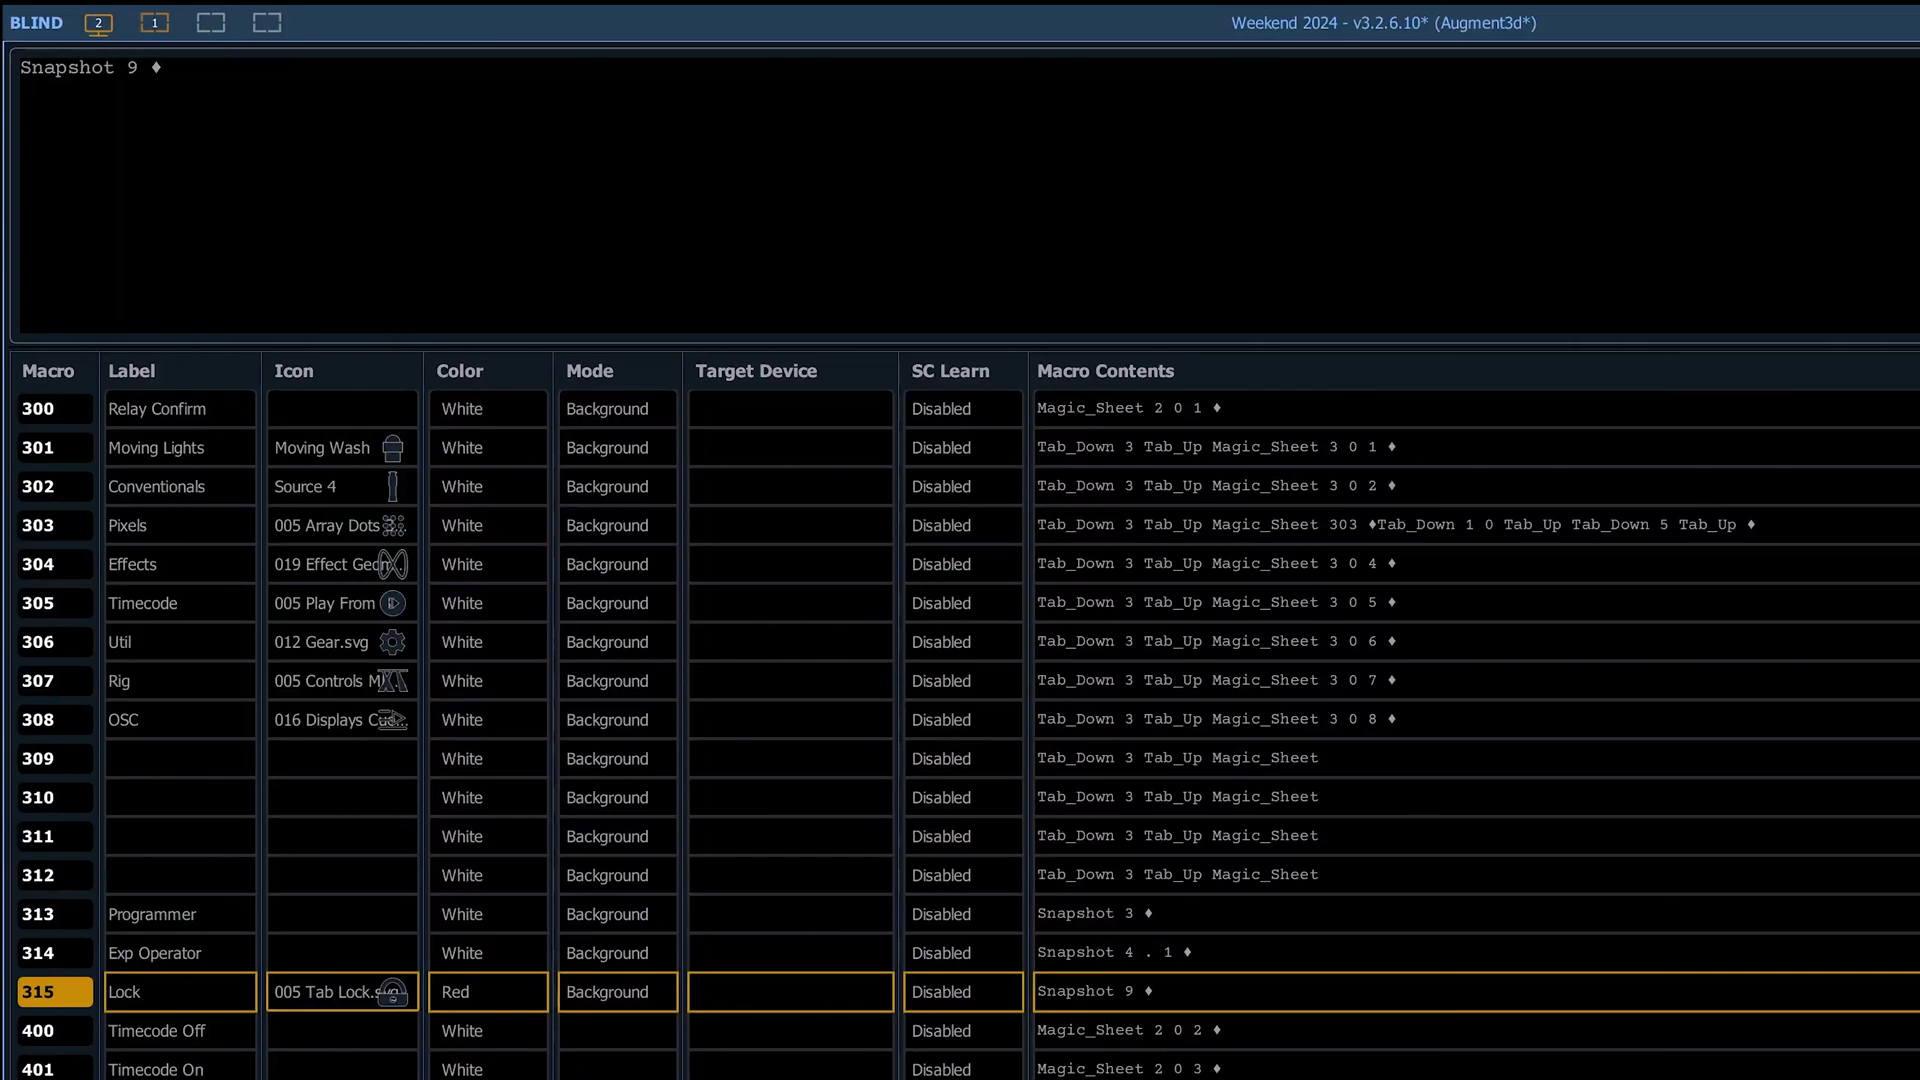 BLIND 2 1 Weekend 2024 - v3.2.6.10* (Augment3d*)
Snapshot 9 ♦
Macro Label Icon Color Mode Target Device SC Learn Macro Contents
300 Relay Confirm White Background Disabled Magic_Sheet 2 0 1 ♦
301 Moving Lights Moving Wash White Background Disabled Tab_Down 3 Tab_Up Magic_Sheet 3 0 1 ♦
302 Conventionals Source 4 White Background Disabled Tab_Down 3 Tab_Up Magic_Sheet 3 0 2 ♦
303 Pixels 005 Array Dots White Background Disabled Tab_Down 3 Tab_Up Magic_Sheet 303 ♦Tab_Down 1 0 Tab_Up Tab_Down 5 Tab_Up ♦
304 Effects 019 Effect White Background Disabled Tab_Down 3 Tab_Up Magic_Sheet 3 0 4 ♦
305 Timecode 005 Play From White Background Disabled Tab_Down 3 Tab_Up Magic_Sheet 3 0 5 ♦
306 Util 012 Gear.svg White Background Disabled Tab_Down 3 Tab_Up Magic_Sheet 3 0 6 ♦
307 Rig 005 Controls White Background Disabled Tab_Down 3 Tab_Up Magic_Sheet 3 0 7 ♦
308 OSC 016 Displays White Background Disabled Tab_Down 3 Tab_Up Magic_Sheet 3 0 8 ♦
309 White Background Disabled Tab_Down 3 Tab_Up Magic_Sheet
310 White Background Disabled Tab_Down 3 Tab_Up Magic_Sheet
311 White Background Disabled Tab_Down 3 Tab_Up Magic_Sheet
312 White Background Disabled Tab_Down 3 Tab_Up Magic_Sheet
313 Programmer White Background Disabled Snapshot 3 ♦
314 Exp Operator White Background Disabled Snapshot 4 . 1 ♦
315 Lock 005 Tab Lock.svg Red Background Disabled Snapshot 9 ♦
400 Timecode Off White Disabled Magic_Sheet 2 0 2 ♦
401 Timecode On White Disabled Magic_Sheet 2 0 3 ♦